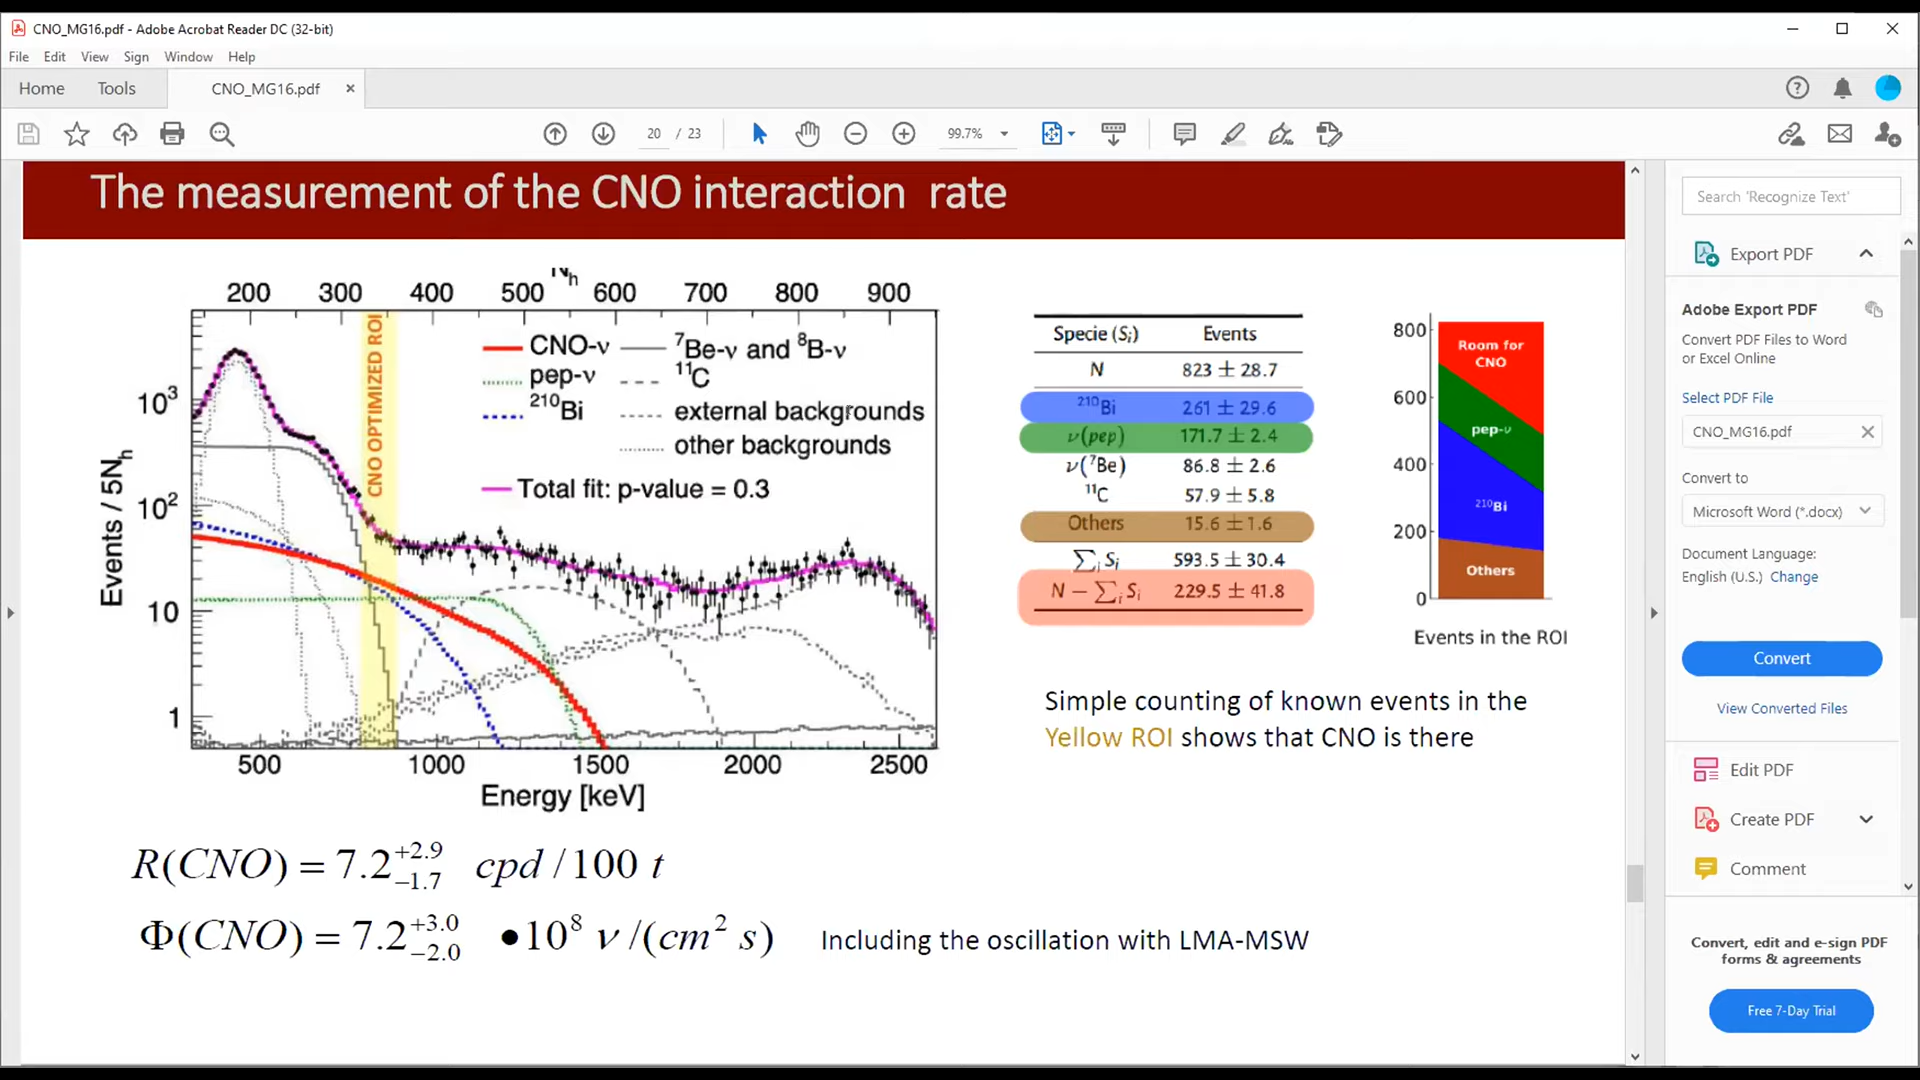 CNO_MG16.pdf - Adobe Acrobat Reader DC (32-bit)
File Edit View Sign Window Help
Home Tools CNO_MG16.pdf
20 / 23 99.7%
The measurement of the CNO interaction rate
N_h
200 300 400 500 600 700 800 900
CNO OPTIMIZED ROI
CNO-ν
pep-ν
²¹⁰Bi
⁷Be-ν and ⁸B-ν
¹¹C
external backgrounds
other backgrounds
Total fit: p-value = 0.3
Events / 5N_h
10³
10²
10
1
500 1000 1500 2000 2500
Energy [keV]
Specie (Sᵢ) Events
N 823 ± 28.7
²¹⁰Bi 261 ± 29.6
ν(pep) 171.7 ± 2.4
ν(⁷Be) 86.8 ± 2.6
¹¹C 57.9 ± 5.8
Others 15.6 ± 1.6
∑ᵢ Sᵢ 593.5 ± 30.4
N − ∑ᵢ Sᵢ 229.5 ± 41.8
800
600
400
200
0
Room for
CNO
pep-ν
²¹⁰Bi
Others
Events in the ROI
Simple counting of known events in the
Yellow ROI shows that CNO is there
R(CNO) = 7.2 +2.9 −1.7 cpd / 100 t
Φ(CNO) = 7.2 +3.0 −2.0 •10⁸ ν /(cm² s) Including the oscillation with LMA-MSW
Search 'Recognize Text'
Export PDF
Adobe Export PDF
Convert PDF Files to Word
or Excel Online
Select PDF File
CNO_MG16.pdf
Convert to
Microsoft Word (*.docx)
Document Language:
English (U.S.) Change
Convert
View Converted Files
Edit PDF
Create PDF
Comment
Convert, edit and e-sign PDF
forms & agreements
Free 7-Day Trial